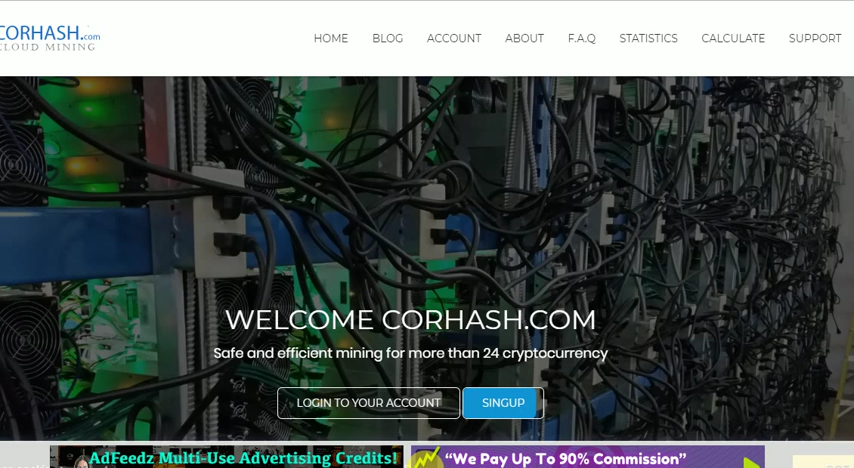 CORHASH.com
CLOUD MINING
HOME BLOG ACCOUNT ABOUT F.A.Q STATISTICS CALCULATE SUPPORT
WELCOME CORHASH.COM
Safe and efficient mining for more than 24 cryptocurrency
LOGIN TO YOUR ACCOUNT SINGUP
AdFeedz Multi-Use Advertising Credits! “We Pay Up To 90% Commission”